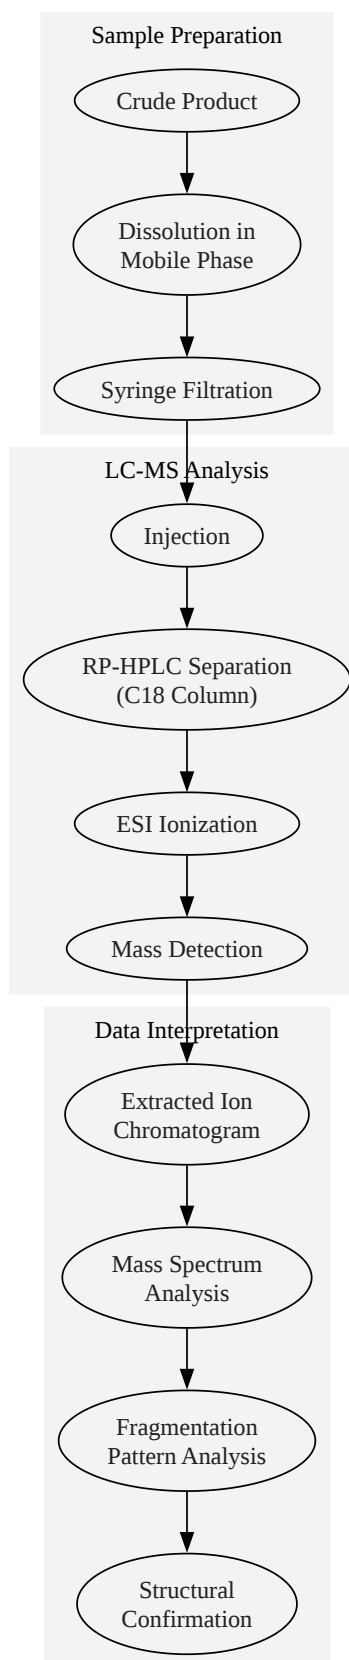 Sample Preparation
Crude Product
Dissolution in
Mobile Phase
Syringe Filtration
LC-MS Analysis
Injection
RP-HPLC Separation
(C18 Column)
ESI Ionization
Mass Detection
Data Interpretation
Extracted Ion
Chromatogram
Mass Spectrum
Analysis
Fragmentation
Pattern Analysis
Structural
Confirmation